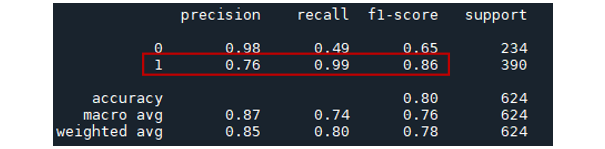 precision recall f1-score support
0 0.98 0.49 0.65 234
1 0.76 0.99 0.86 390
accuracy 0.80 624
macro avg 0.87 0.74 0.76 624
weighted avg 0.85 0.80 0.78 624